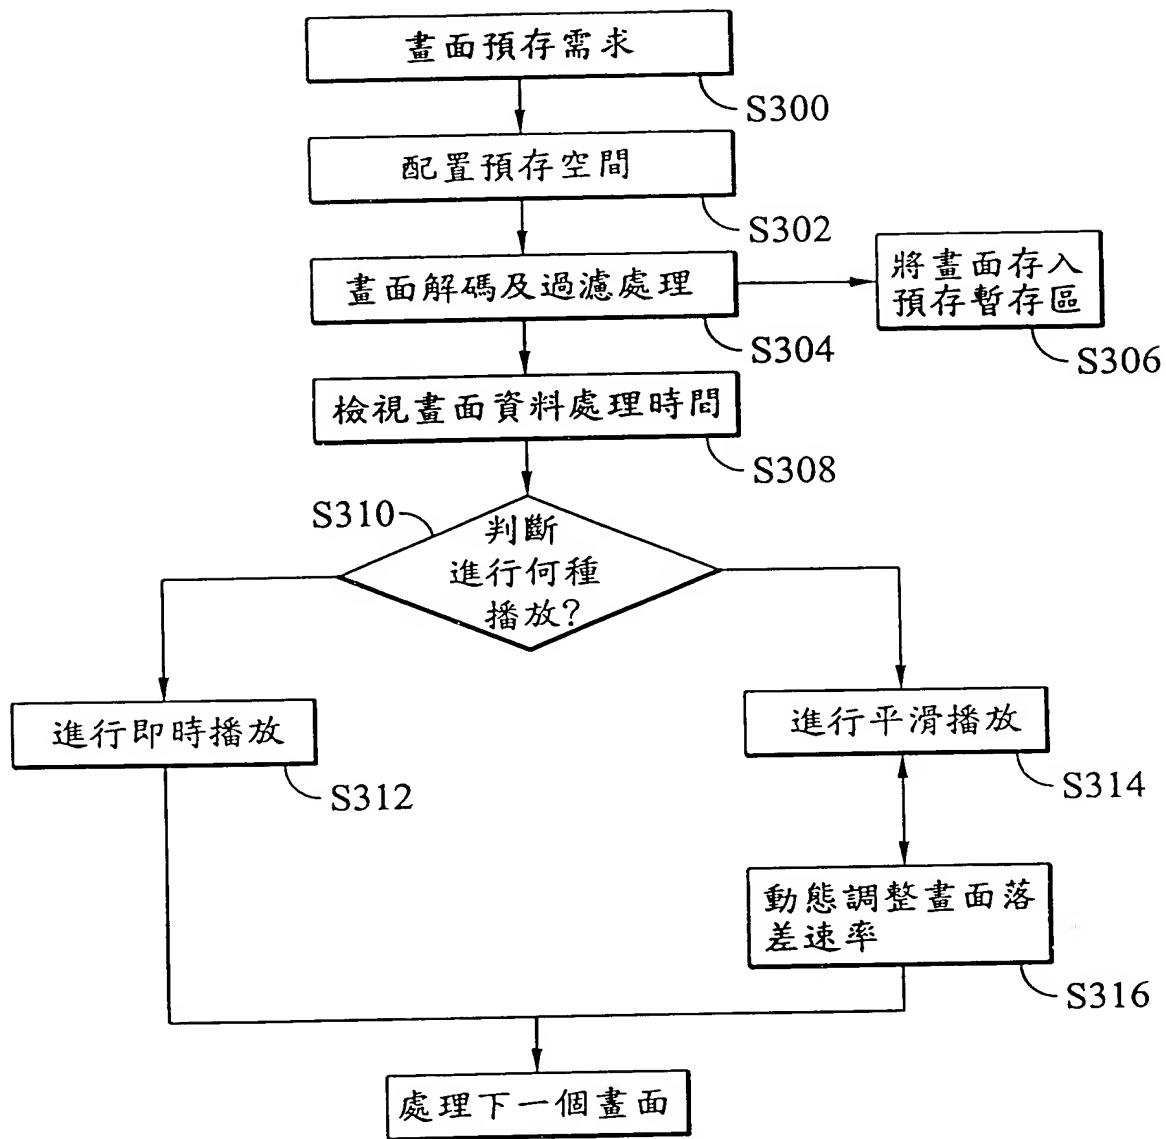 畫面預存需求
S300
配置預存空間
S302
畫面解碼及過濾處理
S304
將畫面存入
預存暫存區
S306
檢視畫面資料處理時間
S308
S310
判斷
進行何種
播放?
進行即時播放
S312
進行平滑播放
S314
動態調整畫面落
差速率
S316
處理下一個畫面